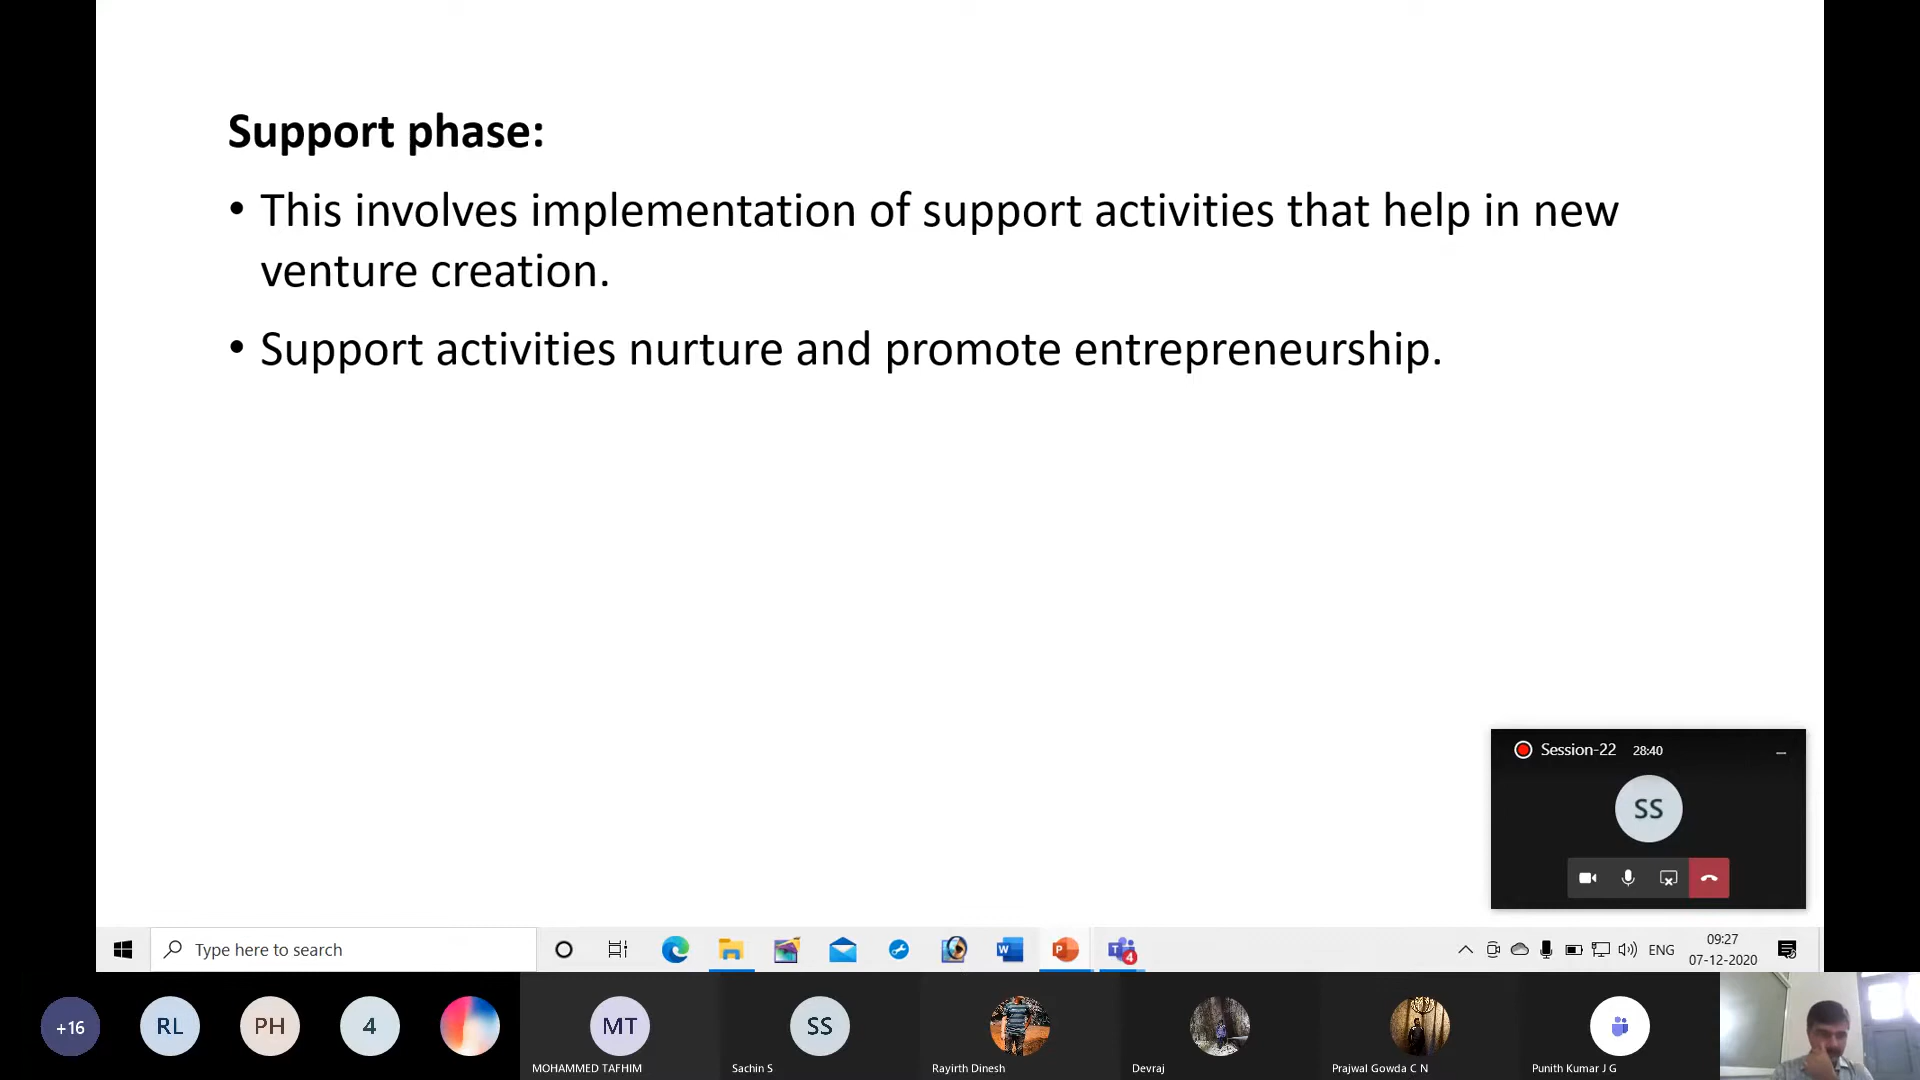 Support phase:
• This involves implementation of support activities that help in new
venture creation.
• Support activities nurture and promote entrepreneurship.
Session-22 28:40
SS
Type here to search
W
P
T
4
ENG
09:27
07-12-2020
+16
RL
PH
4
MT
SS
MOHAMMED TAFHIM
Sachin S
Rayirth Dinesh
Devraj
Prajwal Gowda C N
Punith Kumar J G